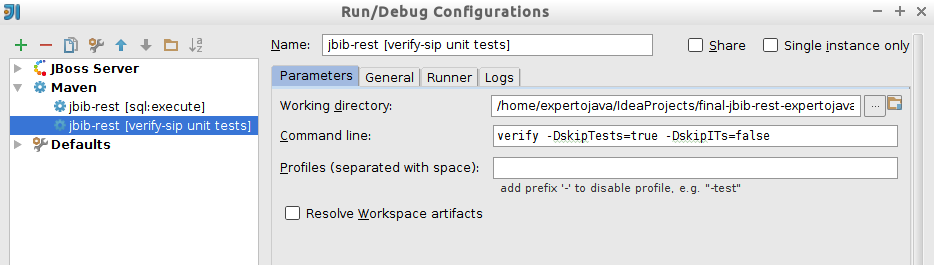 Run/Debug Configurations
Name: jbib-rest [verify-sip unit tests] Share Single instance only
JBoss Server
Maven
jbib-rest [sql:execute]
jbib-rest [verify-sip unit tests]
Defaults
Parameters General Runner Logs
Working directory: /home/expertojava/IdeaProjects/final-jbib-rest-expertojava ...
Command line: verify -DskipTests=true -DskipITs=false
Profiles (separated with space):
add prefix '-' to disable profile, e.g. "-test"
Resolve Workspace artifacts